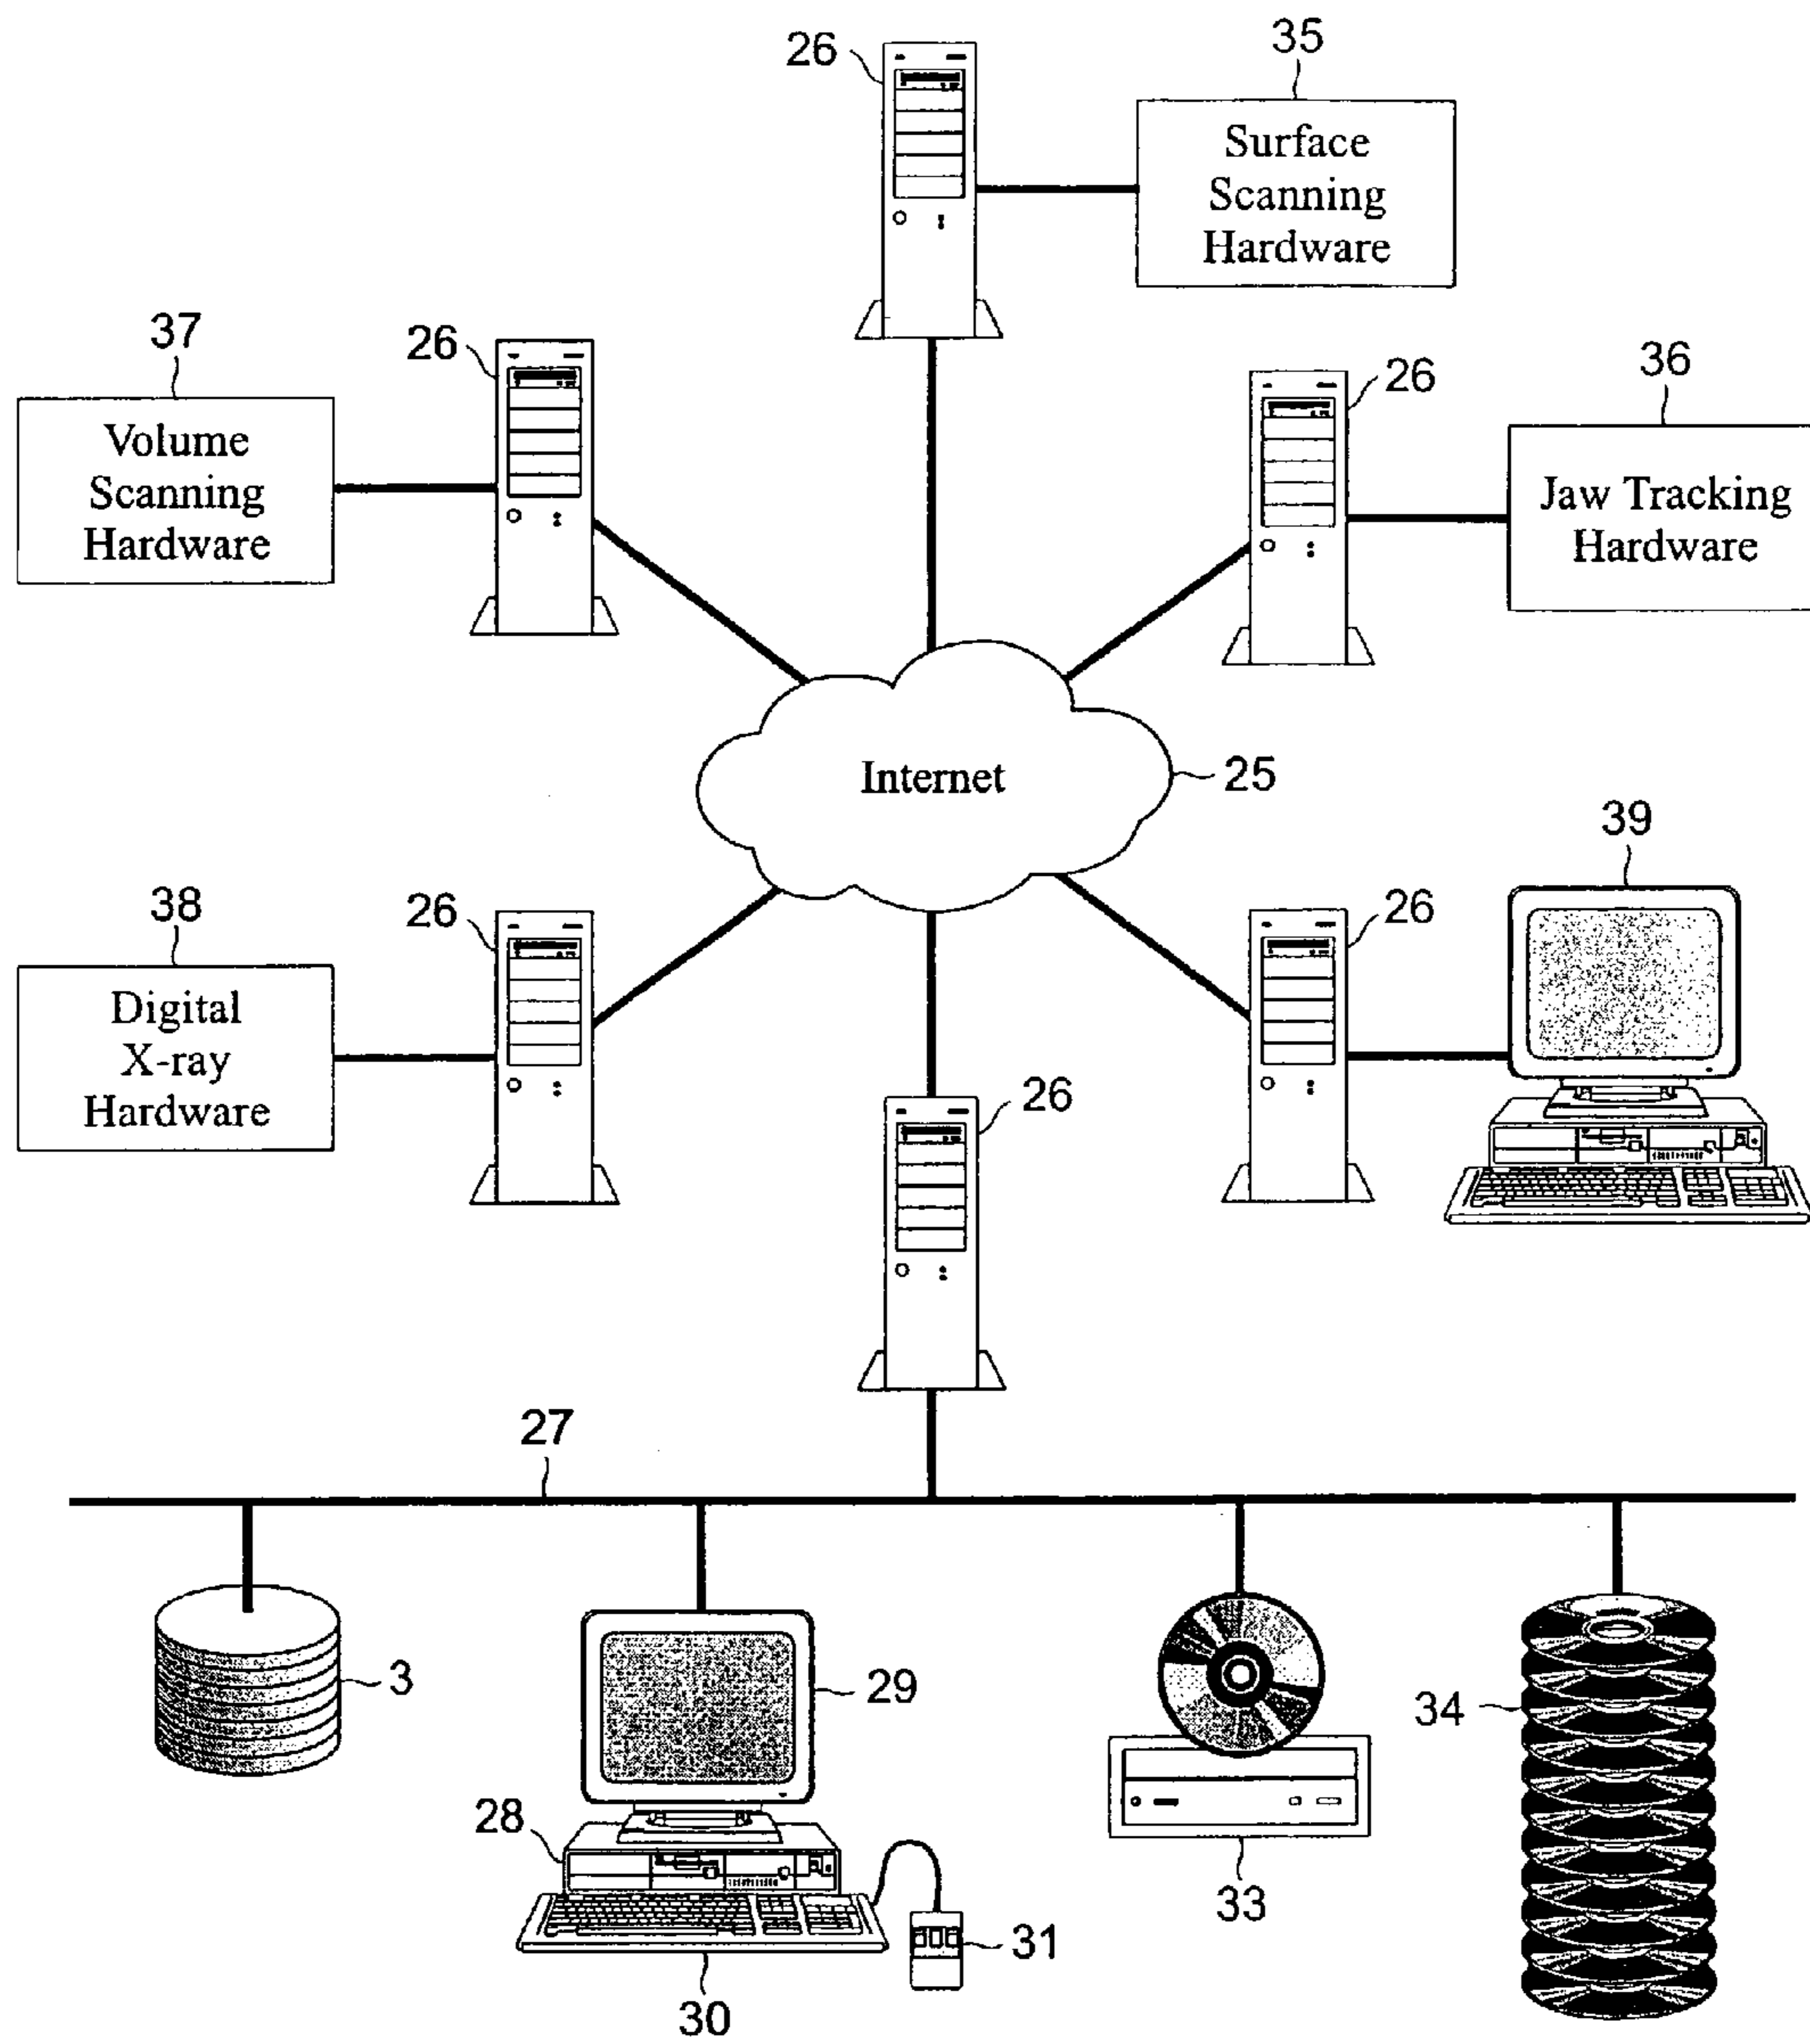 35
26
Surface
Scanning
Hardware
37
26
Volume
Scanning
Hardware
36
26
Jaw Tracking
Hardware
Internet
25
39
38
26
26
Digital
X-ray
Hardware
26
27
3
29
34
28
33
31
30